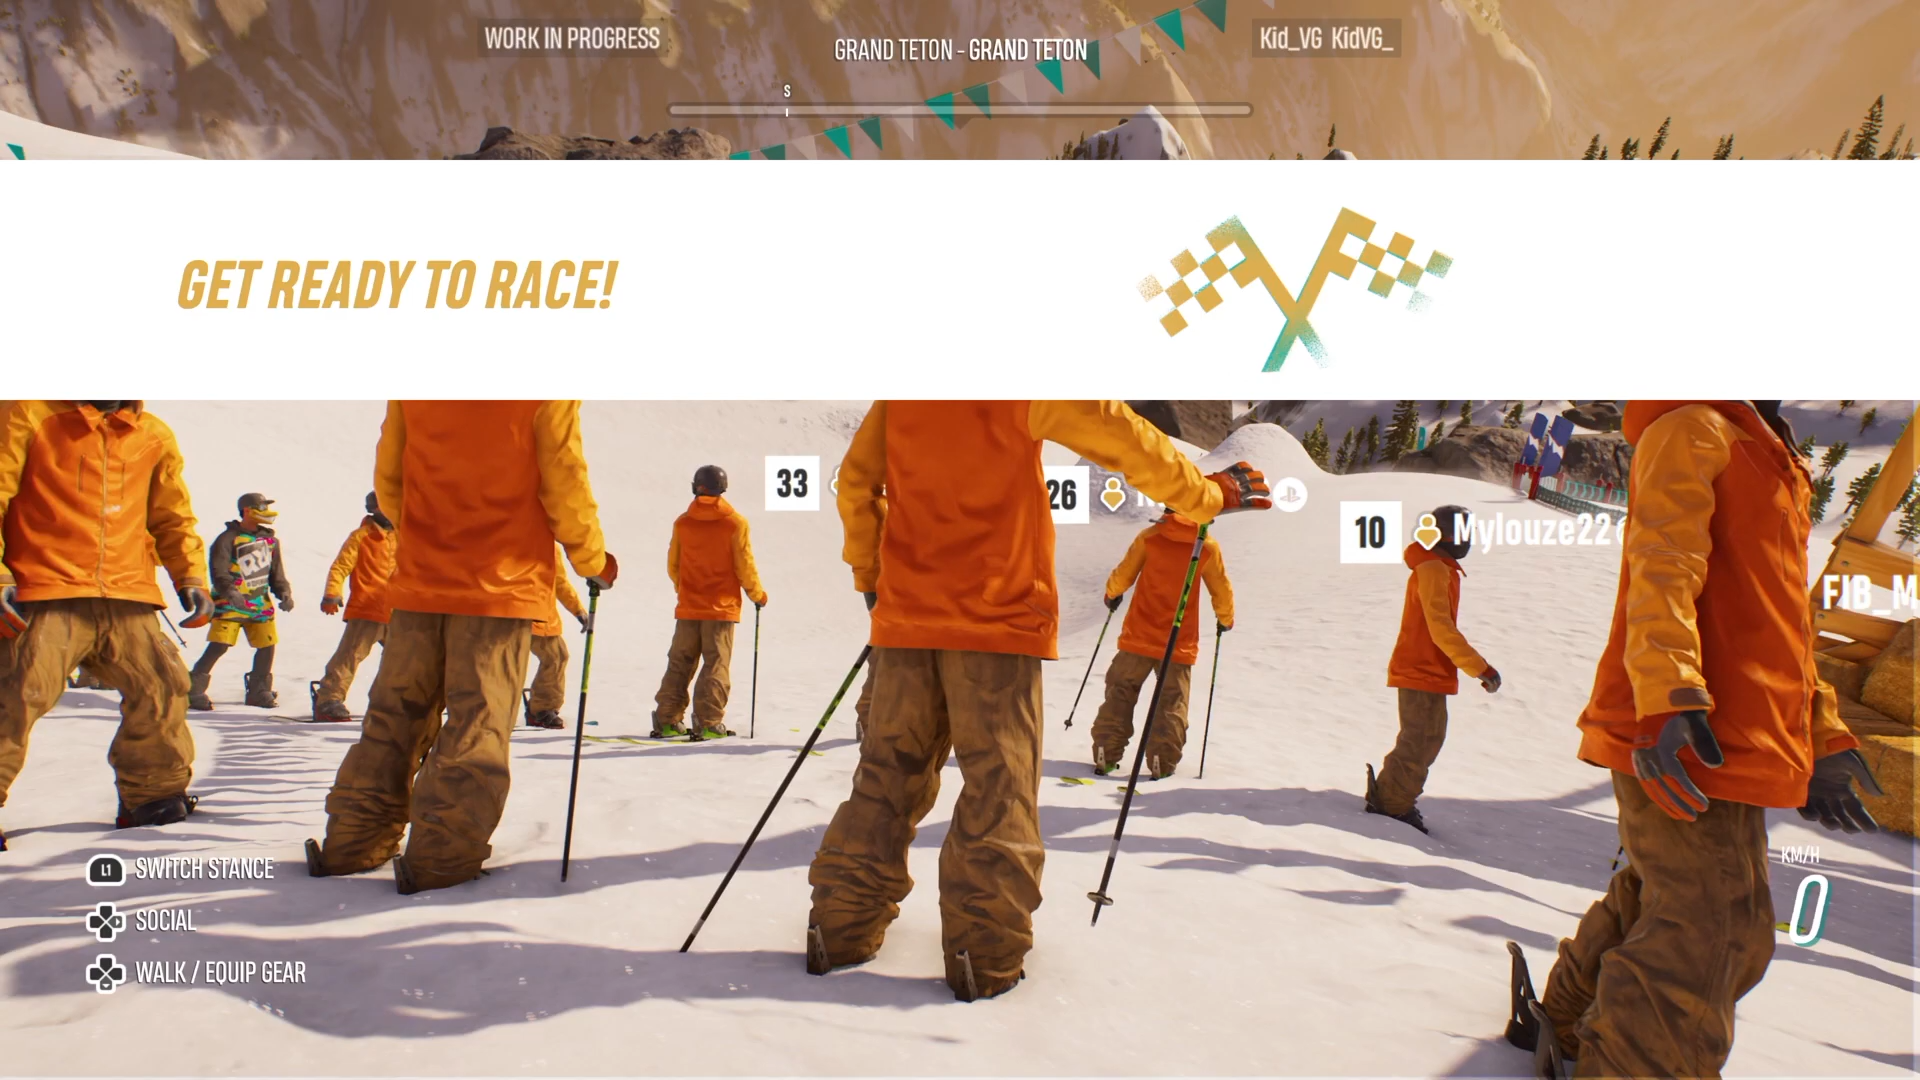 WORK IN PROGRESS
GRAND TETON - GRAND TETON
Kid_VG KidVG_
S
GET READY TO RACE!
33
26
10 Mylouze22
FIB_M
L1 SWITCH STANCE
SOCIAL
WALK / EQUIP GEAR
KM/H
0